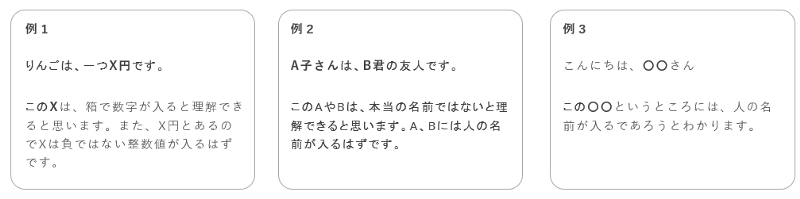 例1
りんごは、一つX円です。
このXは、箱で数字が入ると理解でき
ると思います。また、X円とあるの
でXは負ではない整数値が入るはず
です。
例2
A子さんは、B君の友人です。
このAやBは、本当の名前ではないと理
解できると思います。A、Bには人の名
前が入るはずです。
例3
こんにちは、〇〇さん
この〇〇というところには、人の名
前が入るであろうとわかります。